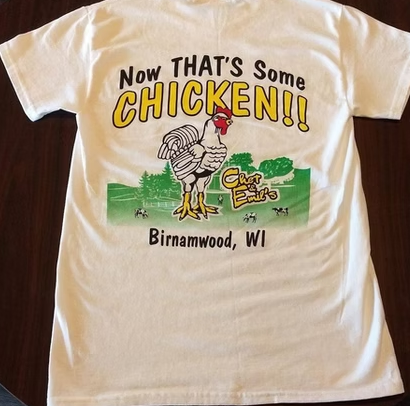 Now THAT'S Some
CHICKEN!!
Chet &
Emil's
Birnamwood, WI